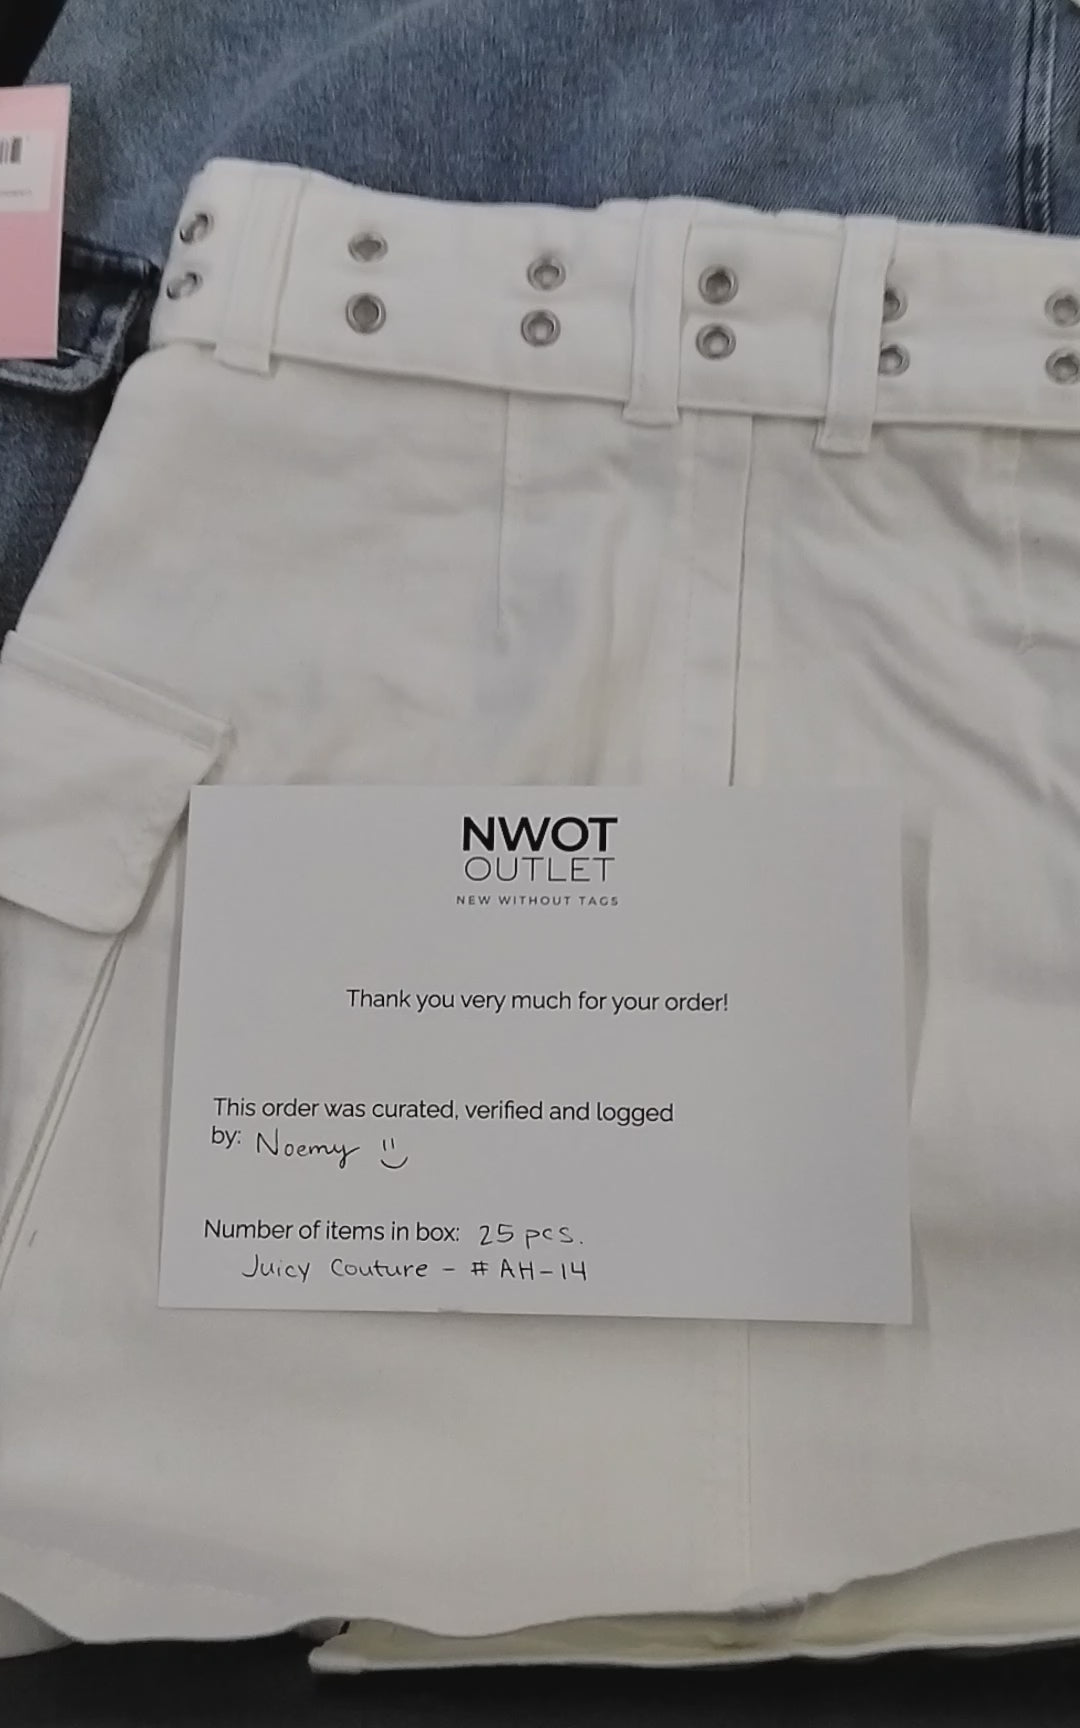 NWOT
OUTLET
NEW WITHOUT TAGS
Thank you very much for your order!
This order was curated, verified and logged
by: Noemy
Number of items in box: 25 pcs.
Juicy Couture - # AH-14